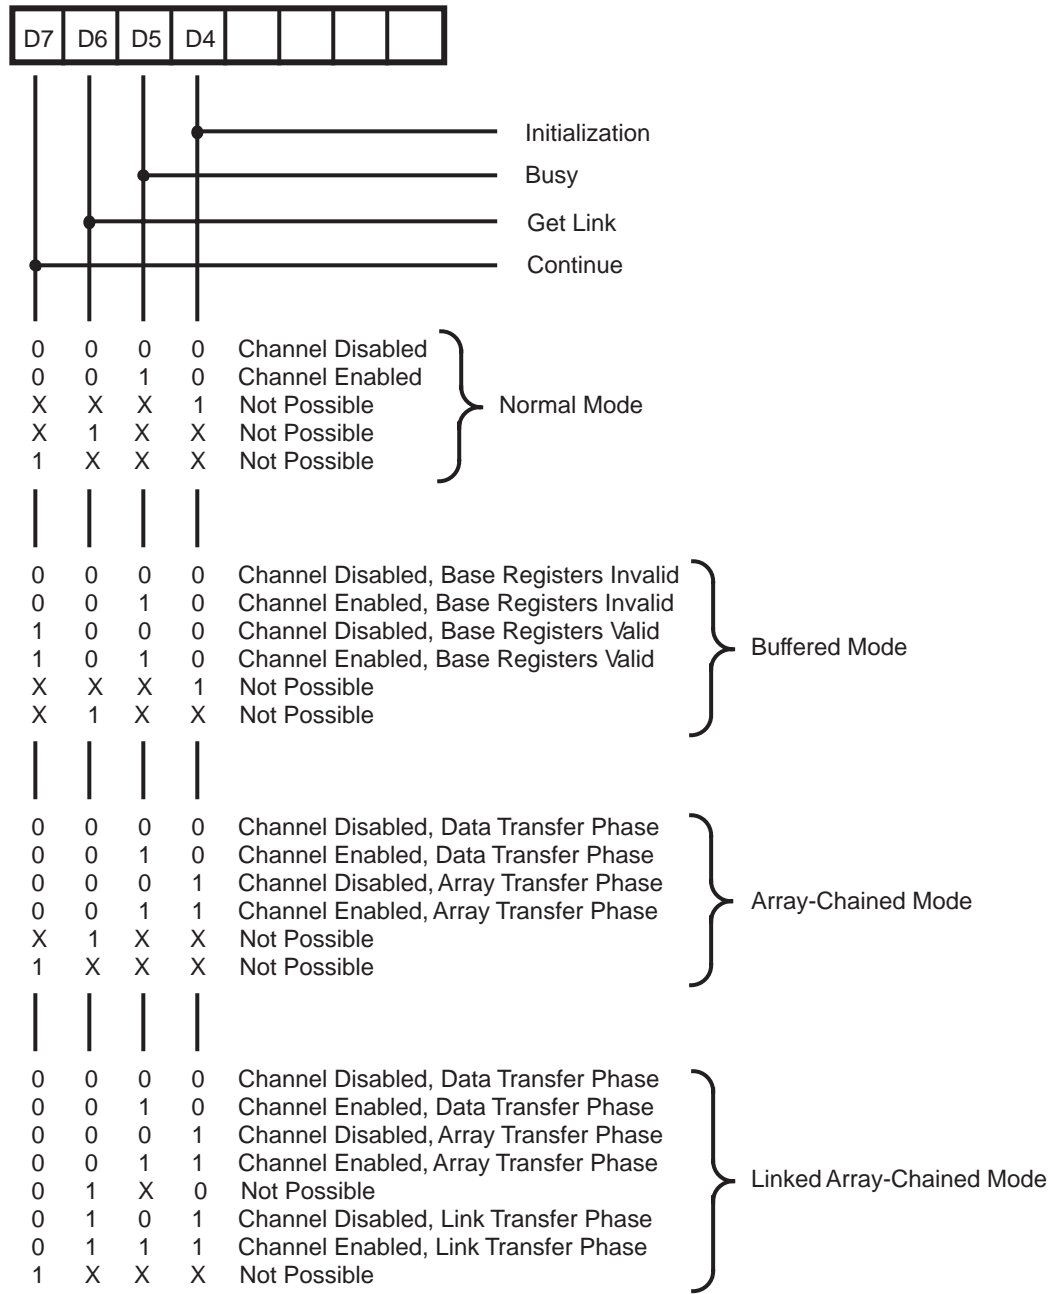 D7 D6 D5 D4
Initialization
Busy
Get Link
Continue
0 0 0 0 Channel Disabled
0 0 1 0 Channel Enabled
X X X 1 Not Possible
X 1 X X Not Possible
1 X X X Not Possible
Normal Mode
0 0 0 0 Channel Disabled, Base Registers Invalid
0 0 1 0 Channel Enabled, Base Registers Invalid
1 0 0 0 Channel Disabled, Base Registers Valid
1 0 1 0 Channel Enabled, Base Registers Valid
X X X 1 Not Possible
X 1 X X Not Possible
Buffered Mode
0 0 0 0 Channel Disabled, Data Transfer Phase
0 0 1 0 Channel Enabled, Data Transfer Phase
0 0 0 1 Channel Disabled, Array Transfer Phase
0 0 1 1 Channel Enabled, Array Transfer Phase
X 1 X X Not Possible
1 X X X Not Possible
Array-Chained Mode
0 0 0 0 Channel Disabled, Data Transfer Phase
0 0 1 0 Channel Enabled, Data Transfer Phase
0 0 0 1 Channel Disabled, Array Transfer Phase
0 0 1 1 Channel Enabled, Array Transfer Phase
0 1 X 0 Not Possible
0 1 0 1 Channel Disabled, Link Transfer Phase
0 1 1 1 Channel Enabled, Link Transfer Phase
1 X X X Not Possible
Linked Array-Chained Mode